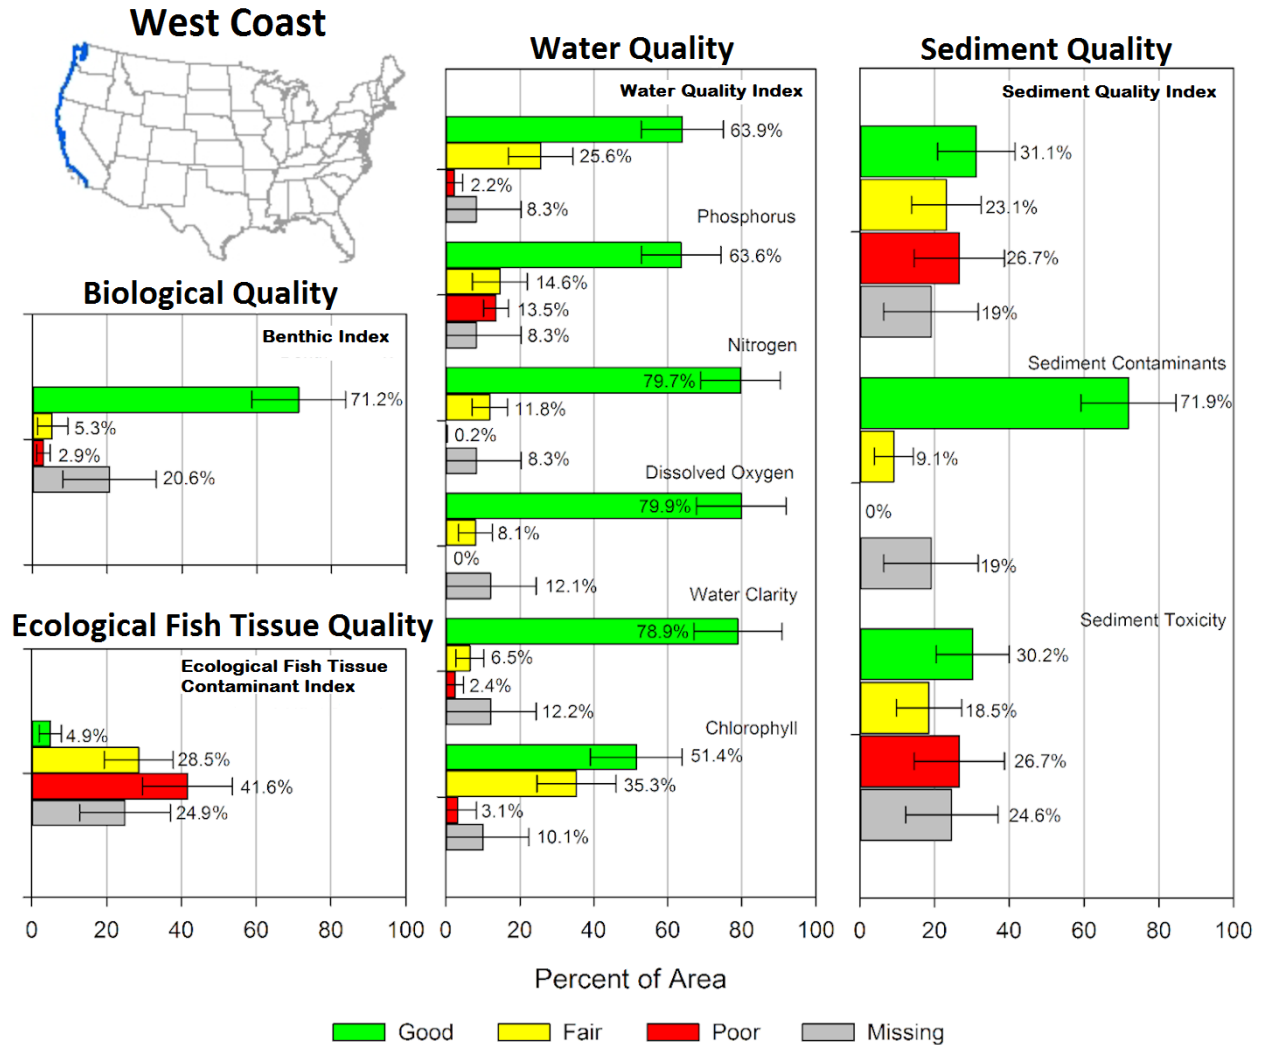 West Coast
Biological Quality
Benthic Index
71.2%
5.3%
2.9%
20.6%
Ecological Fish Tissue Quality
Ecological Fish Tissue
Contaminant Index
4.9%
28.5%
41.6%
24.9%
0 20 40 60 80 100
Water Quality
Water Quality Index
63.9%
25.6%
2.2%
8.3%
Phosphorus
63.6%
14.6%
13.5%
8.3%
Nitrogen
79.7%
11.8%
0.2%
8.3%
Dissolved Oxygen
79.9%
8.1%
0%
12.1%
Water Clarity
78.9%
6.5%
2.4%
12.2%
Chlorophyll
51.4%
35.3%
3.1%
10.1%
0 20 40 60 80 100
Sediment Quality
Sediment Quality Index
31.1%
23.1%
26.7%
19%
Sediment Contaminants
71.9%
9.1%
0%
19%
Sediment Toxicity
30.2%
18.5%
26.7%
24.6%
0 20 40 60 80 100
Percent of Area
Good Fair Poor Missing